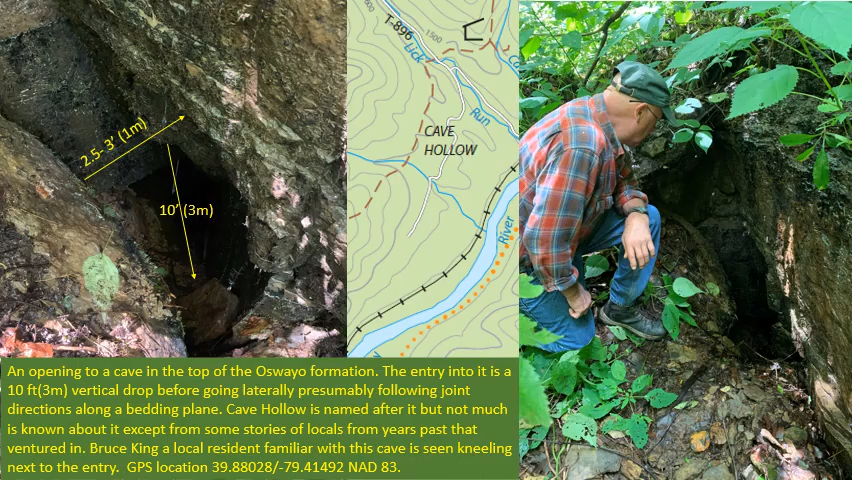 2.5- 3' (1m)
10' (3m)
T-896
1500
Lick
Run
CAVE
HOLLOW
River
An opening to a cave in the top of the Oswayo formation. The entry into it is a
10 ft(3m) vertical drop before going laterally presumably following joint
directions along a bedding plane. Cave Hollow is named after it but not much
is known about it except from some stories of locals from years past that
ventured in. Bruce King a local resident familiar with this cave is seen kneeling
next to the entry.  GPS location 39.88028/-79.41492 NAD 83.